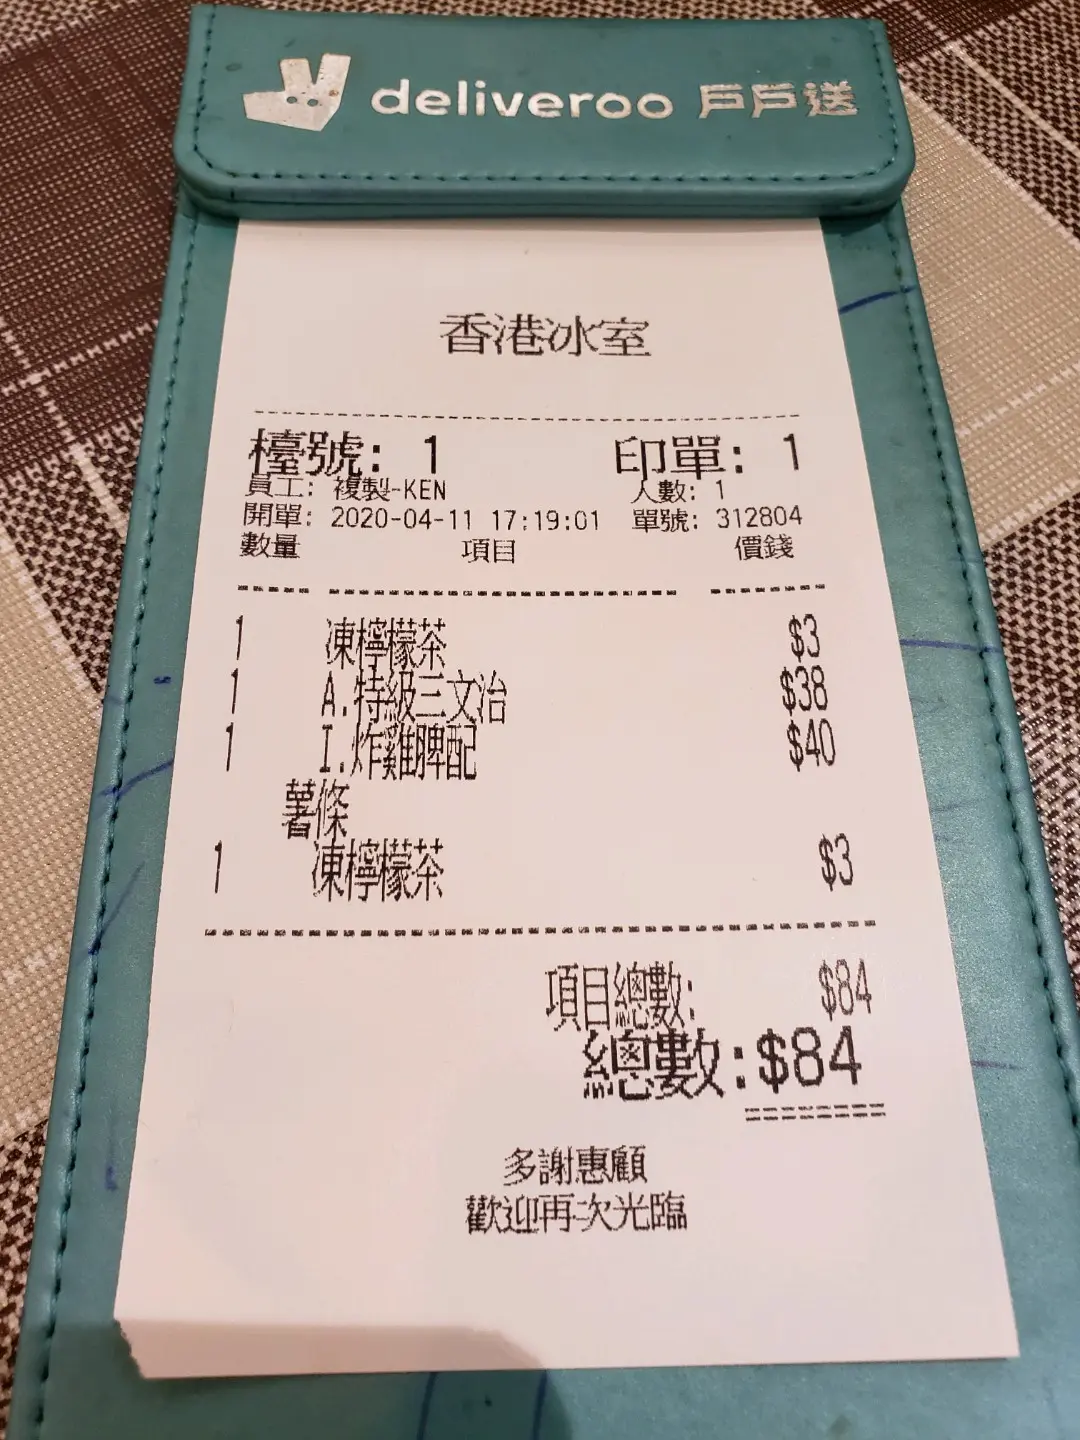 deliveroo 戶戶送
香港冰室
檯號: 1 印單: 1
員工: 複製-KEN 人數: 1
開單: 2020-04-11 17:19:01 單號: 312804
數量 項目 價錢
1 凍檸檬茶 $3
1 A.特級三文治 $38
1 I.炸雞髀配 $40
薯條
1 凍檸檬茶 $3
項目總數: $84
總數:$84
多謝惠顧
歡迎再次光臨